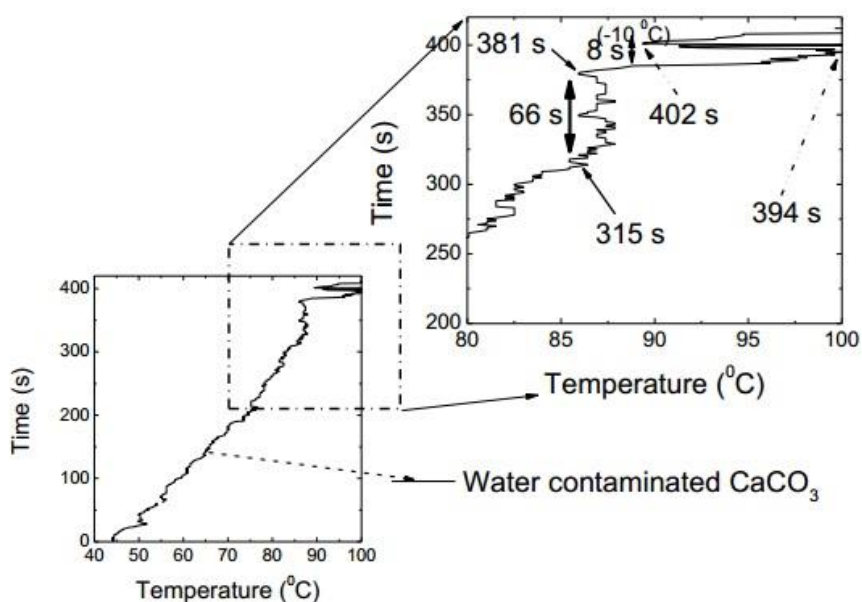 (-10 ⁰C)
381 s
8 s
66 s
402 s
315 s
394 s
400
350
300
250
200
Time (s)
80 85 90 95 100
Temperature (⁰C)
400
300
200
100
0
Time (s)
40 50 60 70 80 90 100
Temperature (⁰C)
Water contaminated CaCO₃